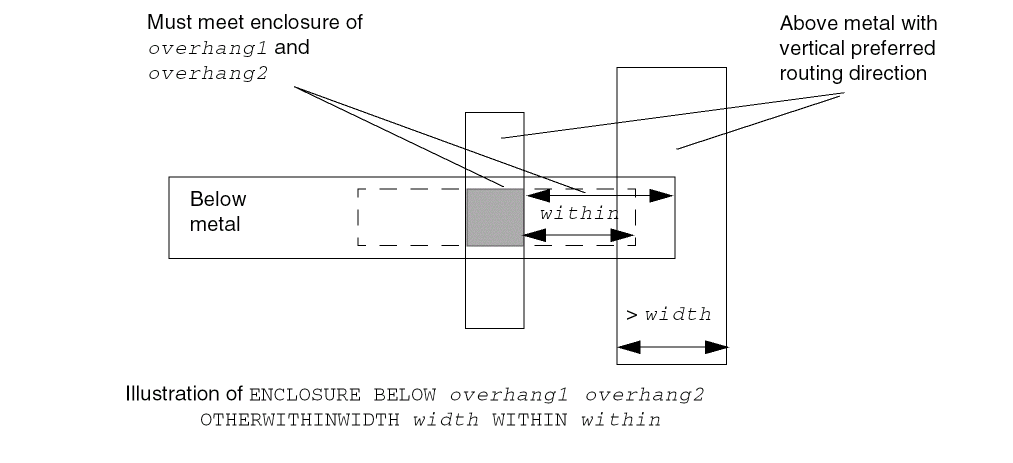 Must meet enclosure of
overhang1 and
overhang2
Above metal with
vertical preferred
routing direction
Below
metal
within
> width
Illustration of ENCLOSURE BELOW overhang1 overhang2
OTHERWITHINWIDTH width WITHIN within